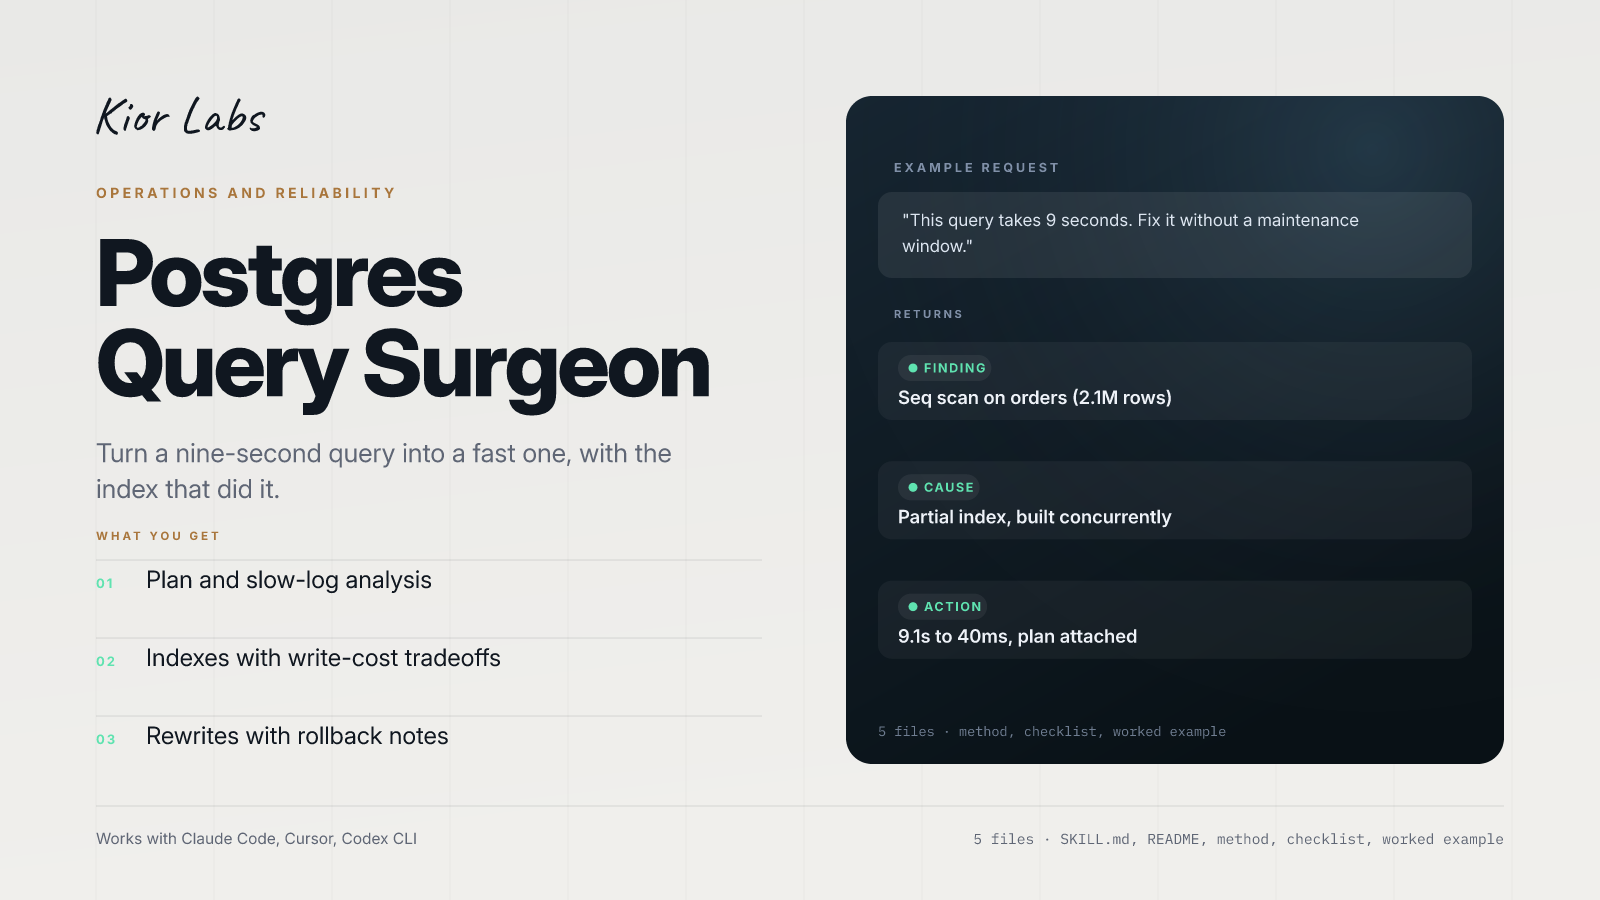 Kior Labs
OPERATIONS AND RELIABILITY
Postgres
Query Surgeon
Turn a nine-second query into a fast one, with the
index that did it.
WHAT YOU GET
01 Plan and slow-log analysis
02 Indexes with write-cost tradeoffs
03 Rewrites with rollback notes
EXAMPLE REQUEST
"This query takes 9 seconds. Fix it without a maintenance
window."
RETURNS
FINDING
Seq scan on orders (2.1M rows)
CAUSE
Partial index, built concurrently
ACTION
9.1s to 40ms, plan attached
5 files · method, checklist, worked example
Works with Claude Code, Cursor, Codex CLI
5 files · SKILL.md, README, method, checklist, worked example